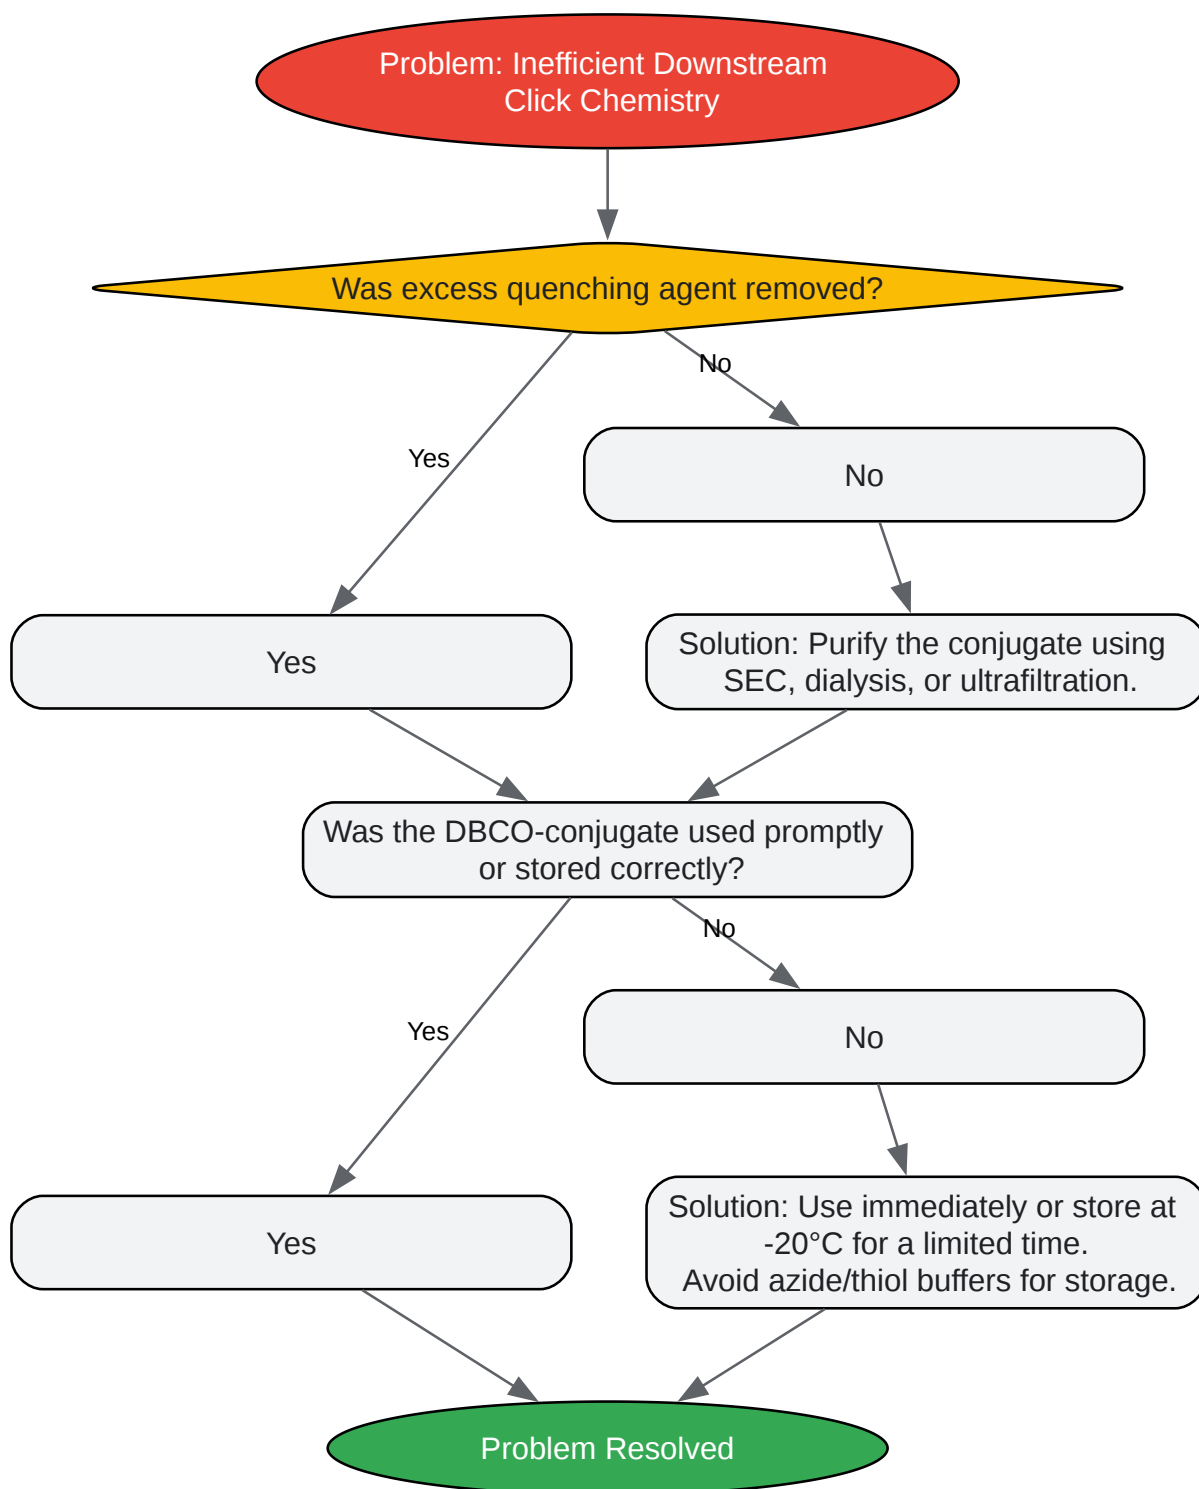 Problem: Inefficient Downstream
Click Chemistry
Was excess quenching agent removed?
No
Yes
No
Yes
Solution: Purify the conjugate using
SEC, dialysis, or ultrafiltration.
Was the DBCO-conjugate used promptly
or stored correctly?
No
Yes
No
Yes
Solution: Use immediately or store at
-20°C for a limited time.
Avoid azide/thiol buffers for storage.
Problem Resolved